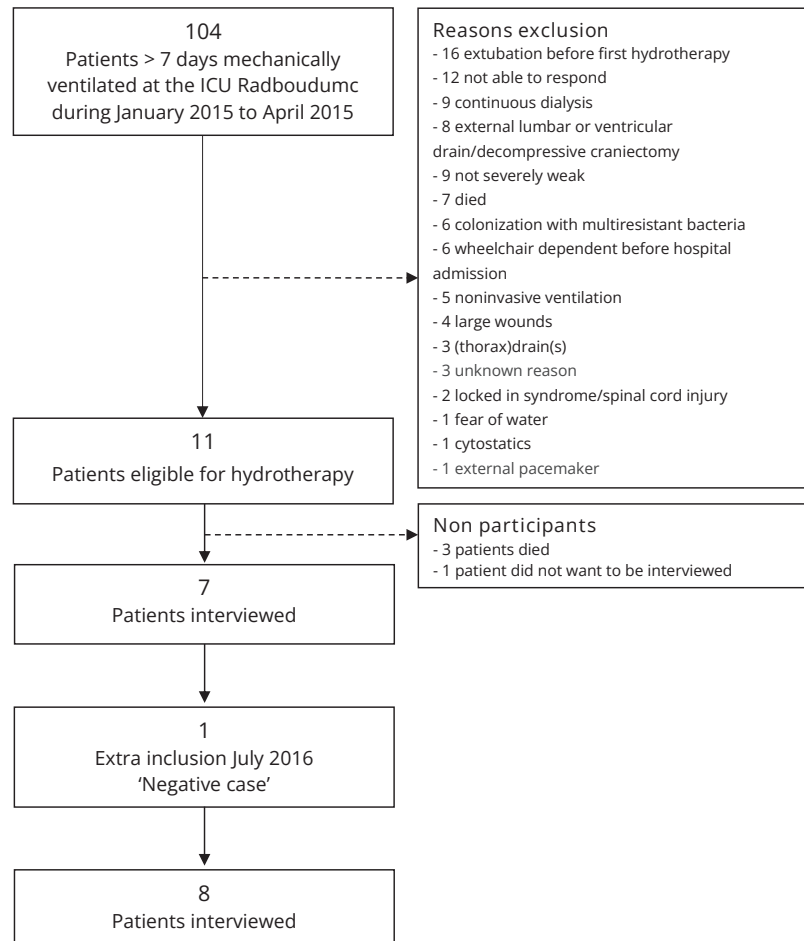 104
Patients > 7 days mechanically
ventilated at the ICU Radboudumc
during January 2015 to April 2015
Reasons exclusion
- 16 extubation before first hydrotherapy
- 12 not able to respond
- 9 continuous dialysis
- 8 external lumbar or ventricular
drain/decompressive craniectomy
- 9 not severely weak
- 7 died
- 6 colonization with multiresistant bacteria
- 6 wheelchair dependent before hospital
admission
- 5 noninvasive ventilation
- 4 large wounds
- 3 (thorax)drain(s)
- 3 unknown reason
- 2 locked in syndrome/spinal cord injury
- 1 fear of water
- 1 cytostatics
- 1 external pacemaker
11
Patients eligible for hydrotherapy
Non participants
- 3 patients died
- 1 patient did not want to be interviewed
7
Patients interviewed
1
Extra inclusion July 2016
‘Negative case’
8
Patients interviewed